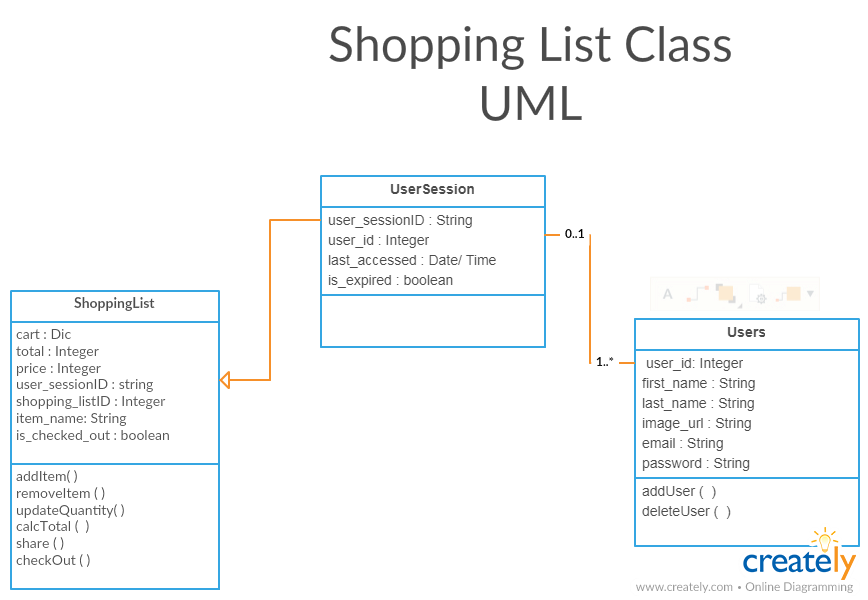 Shopping List Class
UML
UserSession
user_sessionID : String
user_id : Integer
last_accessed : Date/ Time
is_expired : boolean
0..1
ShoppingList
cart : Dic
total : Integer
price : Integer
user_sessionID : string
shopping_listID : Integer
item_name: String
is_checked_out : boolean
addItem( )
removeItem ( )
updateQuantity( )
calcTotal (  )
share ( )
checkOut ( )
A
1..*
Users
user_id: Integer
first_name : String
last_name : String
image_url : String
email : String
password : String
addUser (  )
deleteUser (  )
creately
www.creately.com • Online Diagramming